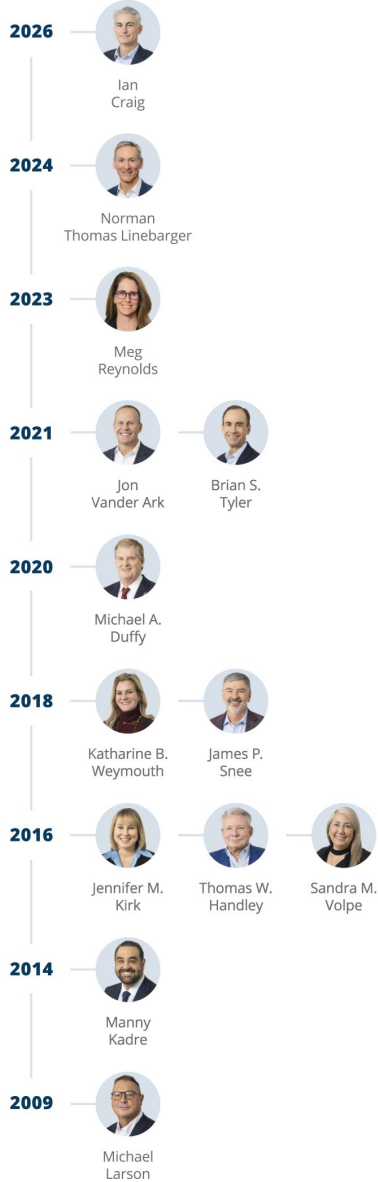 2026
Ian
Craig
2024
Norman
Thomas Linebarger
2023
Meg
Reynolds
2021
Jon
Vander Ark
Brian S.
Tyler
2020
Michael A.
Duffy
2018
Katharine B.
Weymouth
James P.
Snee
2016
Jennifer M.
Kirk
Thomas W.
Handley
Sandra M.
Volpe
2014
Manny
Kadre
2009
Michael
Larson